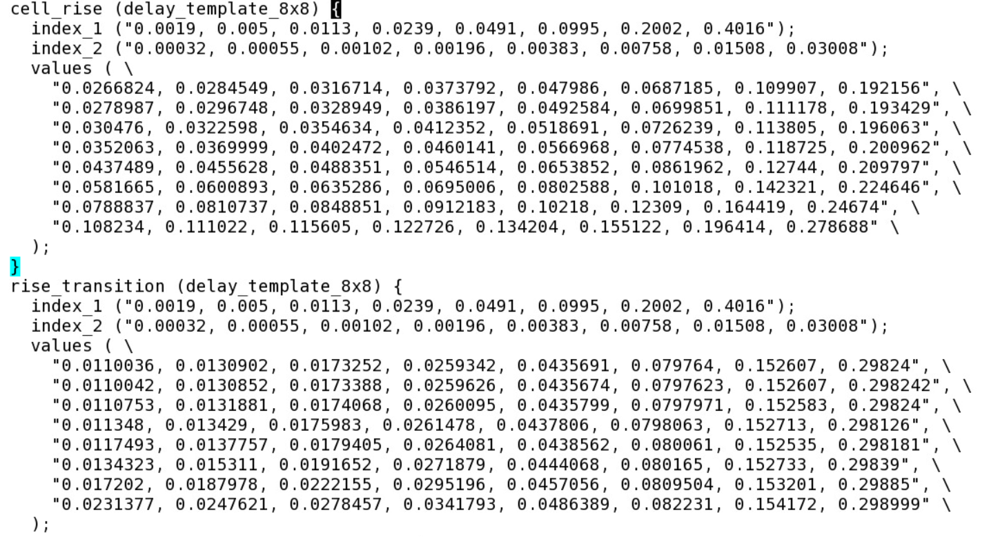 cell_rise (delay_template_8x8) {
  index_1 ("0.0019, 0.005, 0.0113, 0.0239, 0.0491, 0.0995, 0.2002, 0.4016");
  index_2 ("0.00032, 0.00055, 0.00102, 0.00196, 0.00383, 0.00758, 0.01508, 0.03008");
  values ( \
    "0.0266824, 0.0284549, 0.0316714, 0.0373792, 0.047986, 0.0687185, 0.109907, 0.192156", \
    "0.0278987, 0.0296748, 0.0328949, 0.0386197, 0.0492584, 0.0699851, 0.111178, 0.193429", \
    "0.030476, 0.0322598, 0.0354634, 0.0412352, 0.0518691, 0.0726239, 0.113805, 0.196063", \
    "0.0352063, 0.0369999, 0.0402472, 0.0460141, 0.0566968, 0.0774538, 0.118725, 0.200962", \
    "0.0437489, 0.0455628, 0.0488351, 0.0546514, 0.0653852, 0.0861962, 0.12744, 0.209797", \
    "0.0581665, 0.0600893, 0.0635286, 0.0695006, 0.0802588, 0.101018, 0.142321, 0.224646", \
    "0.0788837, 0.0810737, 0.0848851, 0.0912183, 0.10218, 0.12309, 0.164419, 0.24674", \
    "0.108234, 0.111022, 0.115605, 0.122726, 0.134204, 0.155122, 0.196414, 0.278688" \
  );
}
rise_transition (delay_template_8x8) {
  index_1 ("0.0019, 0.005, 0.0113, 0.0239, 0.0491, 0.0995, 0.2002, 0.4016");
  index_2 ("0.00032, 0.00055, 0.00102, 0.00196, 0.00383, 0.00758, 0.01508, 0.03008");
  values ( \
    "0.0110036, 0.0130902, 0.0173252, 0.0259342, 0.0435691, 0.079764, 0.152607, 0.29824", \
    "0.0110042, 0.0130852, 0.0173388, 0.0259626, 0.0435674, 0.0797623, 0.152607, 0.298242", \
    "0.0110753, 0.0131881, 0.0174068, 0.0260095, 0.0435799, 0.0797971, 0.152583, 0.29824", \
    "0.011348, 0.013429, 0.0175983, 0.0261478, 0.0437806, 0.0798063, 0.152713, 0.298126", \
    "0.0117493, 0.0137757, 0.0179405, 0.0264081, 0.0438562, 0.080061, 0.152535, 0.298181", \
    "0.0134323, 0.015311, 0.0191652, 0.0271879, 0.0444068, 0.080165, 0.152733, 0.29839", \
    "0.017202, 0.0187978, 0.0222155, 0.0295196, 0.0457056, 0.0809504, 0.153201, 0.29885", \
    "0.0231377, 0.0247621, 0.0278457, 0.0341793, 0.0486389, 0.082231, 0.154172, 0.298999" \
  );